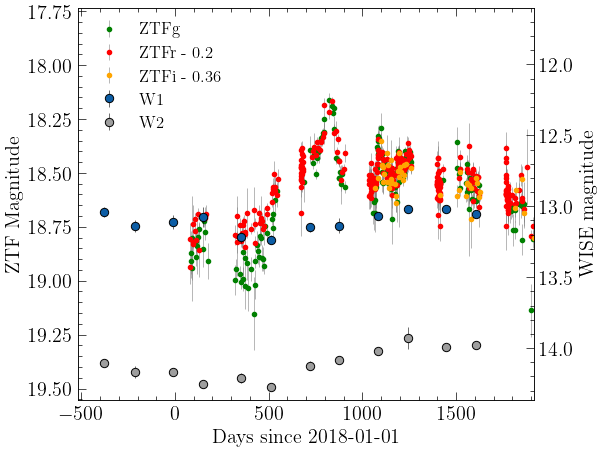 17.75
18.00
18.25
18.50
18.75
19.00
19.25
19.50
ZTF Magnitude
ZTFg
ZTFr - 0.2
ZTFi - 0.36
W1
W2
12.0
12.5
13.0
13.5
14.0
WISE magnitude
−500
0
500
1000
1500
Days since 2018-01-01